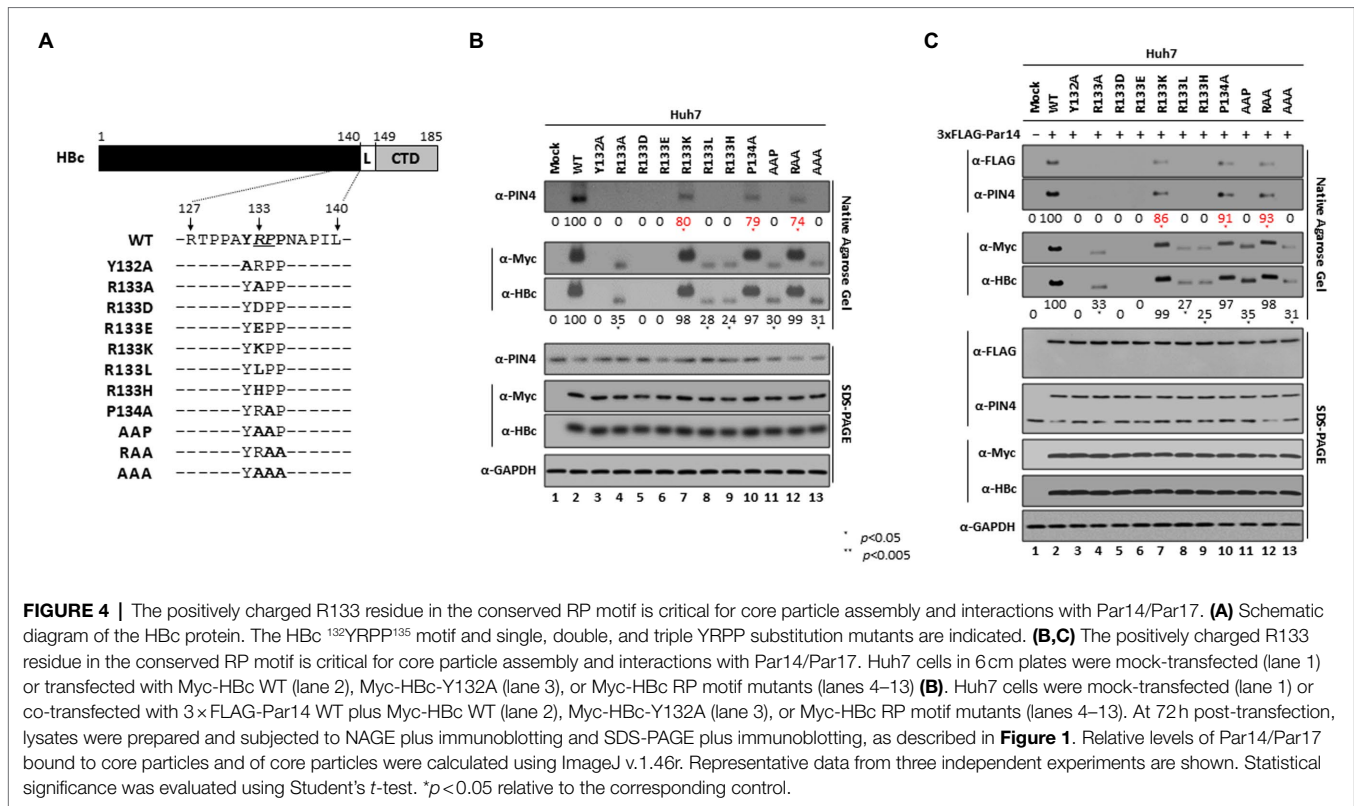 A
1 140 149 185
HBc L CTD
127 133 140
WT –RTPPAYRPPNAPIL–
Y132A ------ARPP------
R133A ------YAPP------
R133D ------YDPP------
R133E ------YEPP------
R133K ------YKPP------
R133L ------YLPP------
R133H ------YHPP------
P134A ------YRAP------
AAP ------YAAP------
RAA ------YRAA------
AAA ------YAAA------
B
Huh7
Mock WT Y132A R133A R133D R133E R133K R133L R133H P134A AAP RAA AAA
α-PIN4
0 100 0 0 0 0 80 0 0 79 0 74 0
* * *
α-Myc
α-HBc
0 100 0 35 0 0 98 28 24 97 30 99 31
* * * * *
Native Agarose Gel
α-PIN4
α-Myc
α-HBc
α-GAPDH
SDS-PAGE
1 2 3 4 5 6 7 8 9 10 11 12 13
* p<0.05
** p<0.005
C
Huh7
Mock WT Y132A R133A R133D R133E R133K R133L R133H P134A AAP RAA AAA
3xFLAG-Par14 – + + + + + + + + + + + +
α-FLAG
α-PIN4
0 100 0 0 0 0 86 0 0 91 0 93 0
* * *
α-Myc
α-HBc
0 100 0 33 0 0 99 27 25 97 35 98 31
* * * * *
Native Agarose Gel
α-FLAG
α-PIN4
α-Myc
α-HBc
α-GAPDH
SDS-PAGE
1 2 3 4 5 6 7 8 9 10 11 12 13
FIGURE 4 | The positively charged R133 residue in the conserved RP motif is critical for core particle assembly and interactions with Par14/Par17. (A) Schematic
diagram of the HBc protein. The HBc ¹³²YRPP¹³⁵ motif and single, double, and triple YRPP substitution mutants are indicated. (B,C) The positively charged R133
residue in the conserved RP motif is critical for core particle assembly and interactions with Par14/Par17. Huh7 cells in 6 cm plates were mock-transfected (lane 1)
or transfected with Myc-HBc WT (lane 2), Myc-HBc-Y132A (lane 3), or Myc-HBc RP motif mutants (lanes 4–13) (B). Huh7 cells were mock-transfected (lane 1) or
co-transfected with 3 × FLAG-Par14 WT plus Myc-HBc WT (lane 2), Myc-HBc-Y132A (lane 3), or Myc-HBc RP motif mutants (lanes 4–13). At 72 h post-transfection,
lysates were prepared and subjected to NAGE plus immunoblotting and SDS-PAGE plus immunoblotting, as described in Figure 1. Relative levels of Par14/Par17
bound to core particles and of core particles were calculated using ImageJ v.1.46r. Representative data from three independent experiments are shown. Statistical
significance was evaluated using Student's t-test. *p < 0.05 relative to the corresponding control.